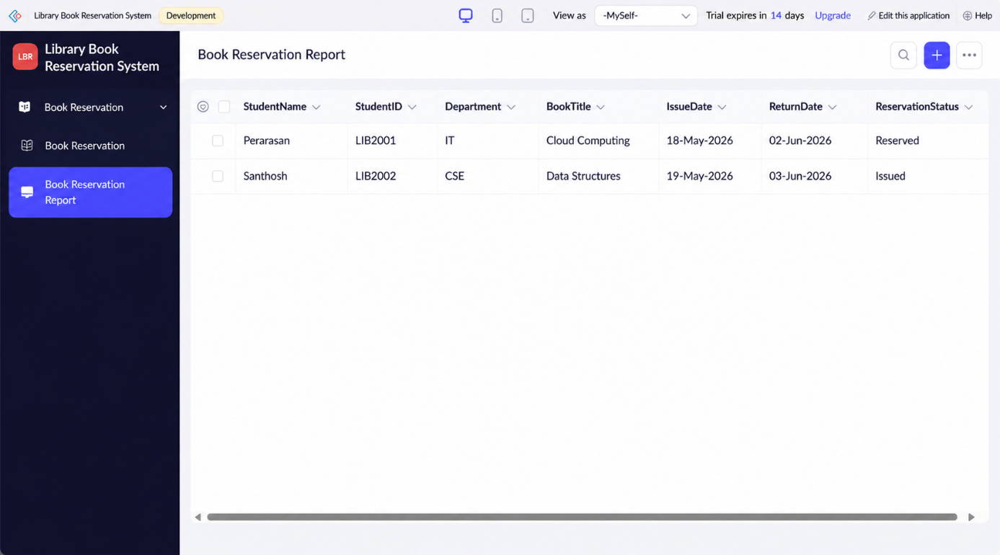 Library Book Reservation System Development View as -MySelf- Trial expires in 14 days Upgrade Edit this application Help
LBR
Library Book
Reservation System
Book Reservation
Book Reservation
Book Reservation
Report
Book Reservation Report
StudentName StudentID Department BookTitle IssueDate ReturnDate ReservationStatus
Perarasan LIB2001 IT Cloud Computing 18-May-2026 02-Jun-2026 Reserved
Santhosh LIB2002 CSE Data Structures 19-May-2026 03-Jun-2026 Issued